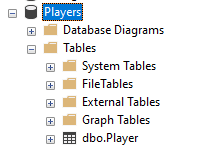 Players
Database Diagrams
Tables
System Tables
FileTables
External Tables
Graph Tables
dbo.Player